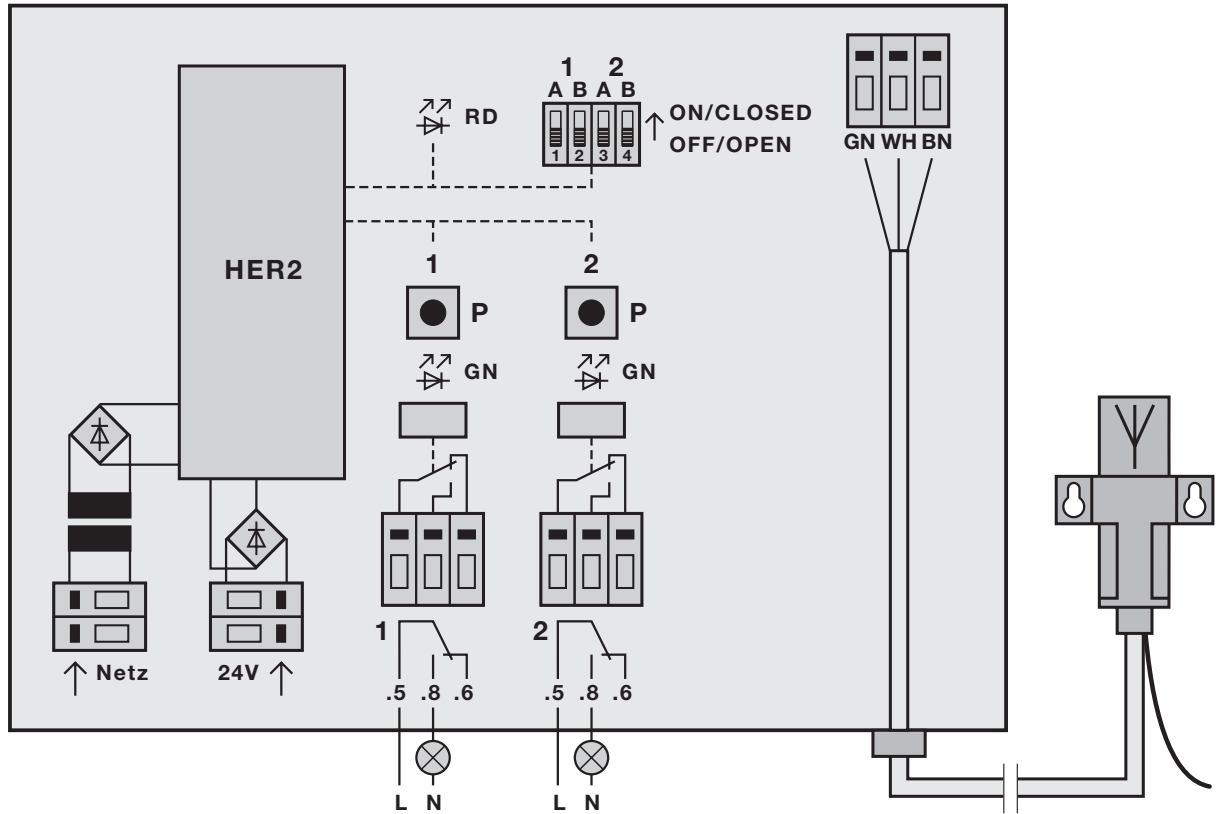 1 2
A B A B
RD
ON/CLOSED
OFF/OPEN
1 2 3 4
GN WH BN
HER2
1 2
P P
GN GN
Netz
24V
1 2
.5 .8 .6 .5 .8 .6
L N L N